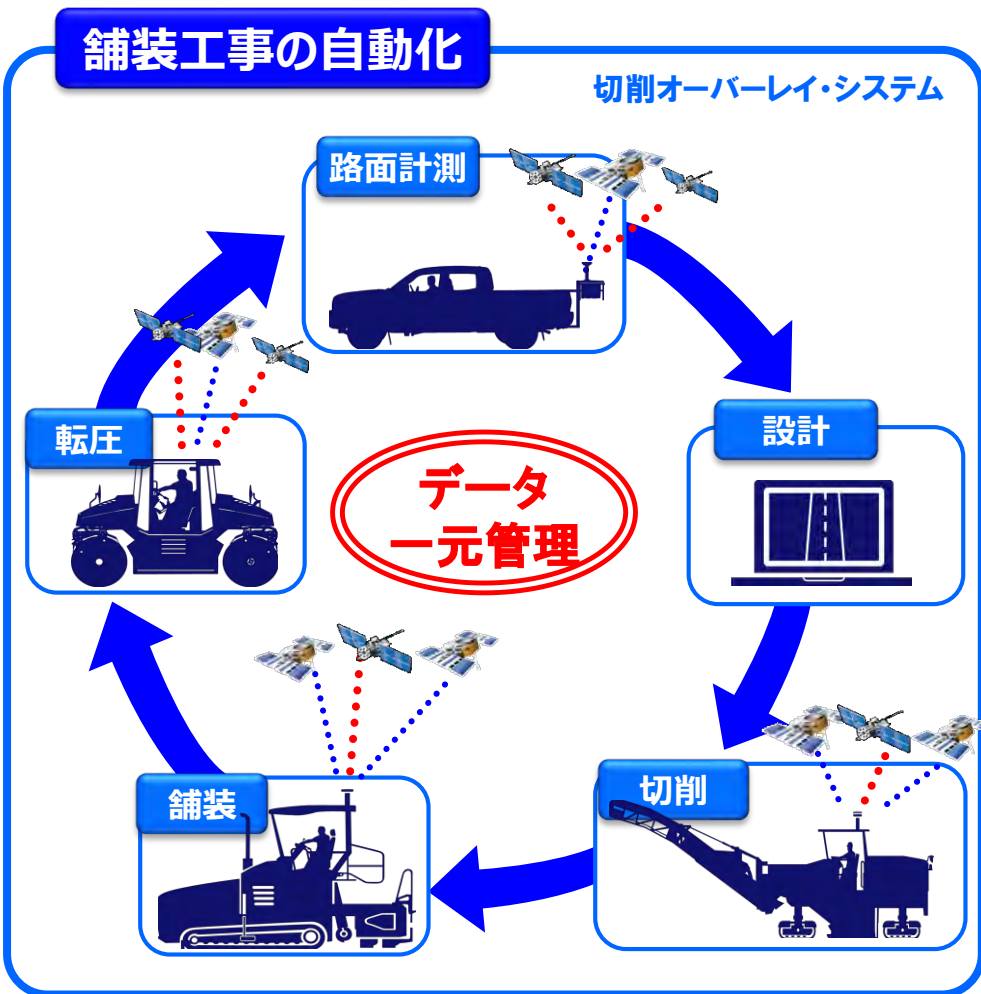 舗装工事の自動化
切削オーバーレイ・システム
路面計測
設計
転圧
データ
一元管理
切削
舗装